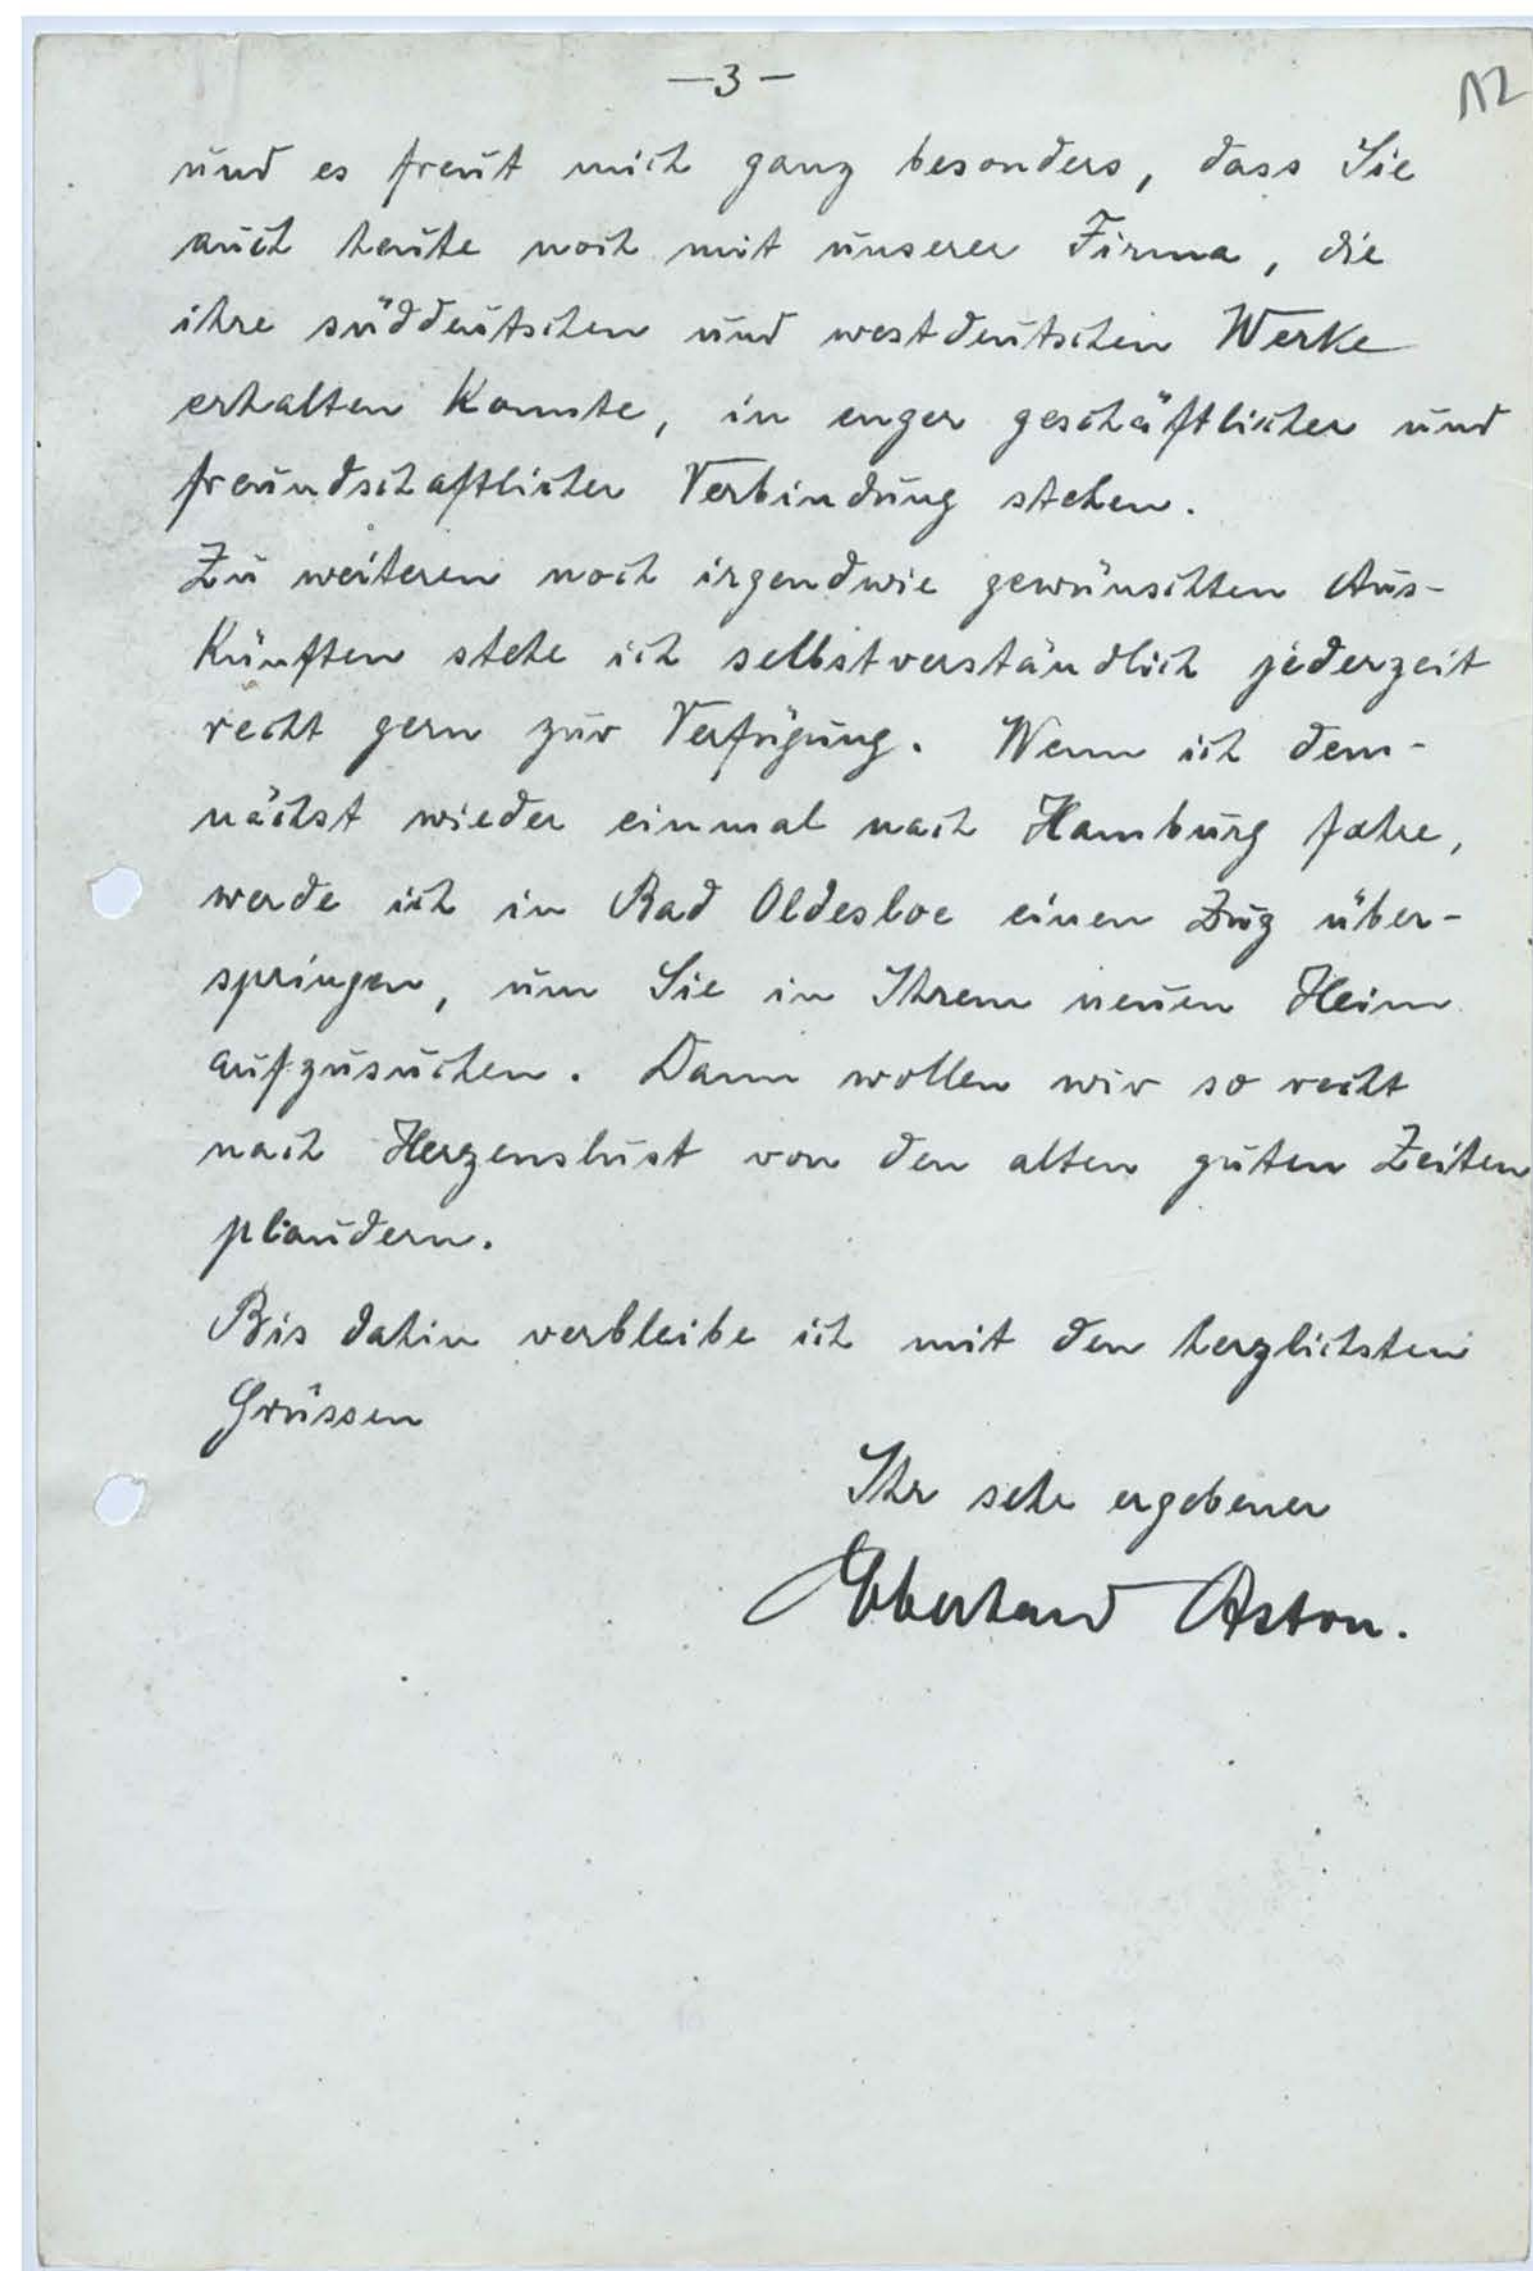 —3—
12
und es freut mich ganz besonders, dass Sie
auch heute noch mit unserer Firma, die
ihre süddeutschen und westdeutschen Werke
erhalten konnte, in enger geschäftlicher und
freundschaftlicher Verbindung stehen.
Zu weiteren noch irgendwie gewünschten Aus-
künften stehe ich selbstverständlich jederzeit
recht gern zur Verfügung. Wenn ich dem-
nächst wieder einmal nach Hamburg fahre,
werde ich in Bad Oldesloe einen Zug über-
springen, um Sie in Ihrem neuen Heim
aufzusuchen. Dann wollen wir so recht
nach Herzenslust von den alten guten Zeiten
plaudern.
Bis dahin verbleibe ich mit den herzlichsten
Grüssen
Ihr sehr ergebener
Eberhard Aston.